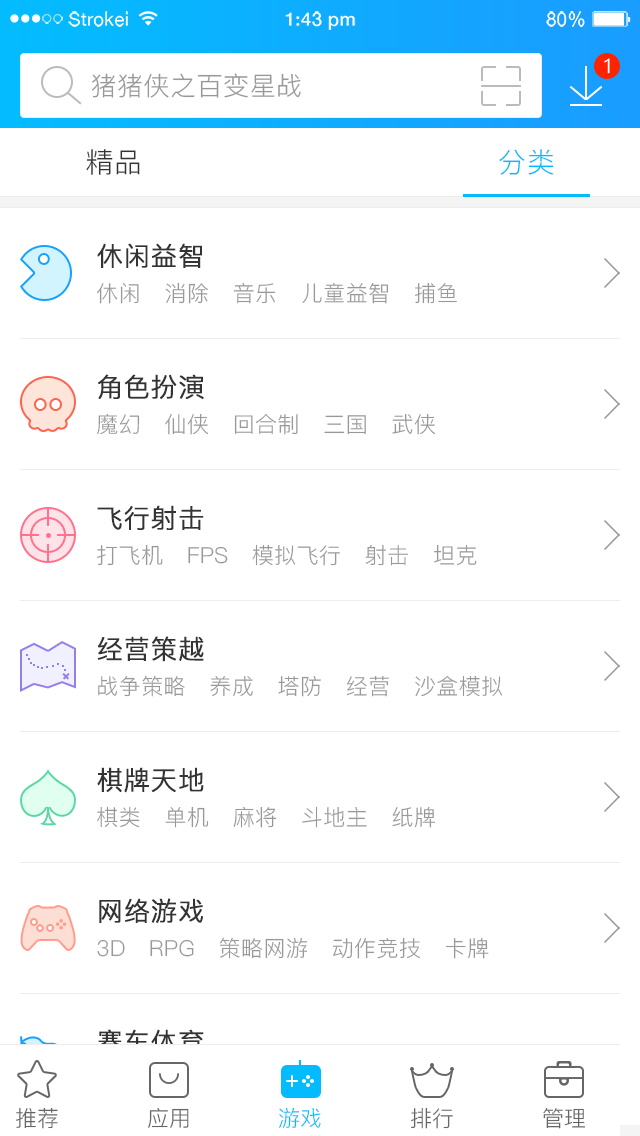 Strokei 1:43 pm 80%
猪猪侠之百变星战 1
精品 分类
休闲益智
休闲 消除 音乐 儿童益智 捕鱼
角色扮演
魔幻 仙侠 回合制 三国 武侠
飞行射击
打飞机 FPS 模拟飞行 射击 坦克
经营策越
战争策略 养成 塔防 经营 沙盒模拟
棋牌天地
棋类 单机 麻将 斗地主 纸牌
网络游戏
3D RPG 策略网游 动作竞技 卡牌
赛车体育
推荐 应用 游戏 排行 管理